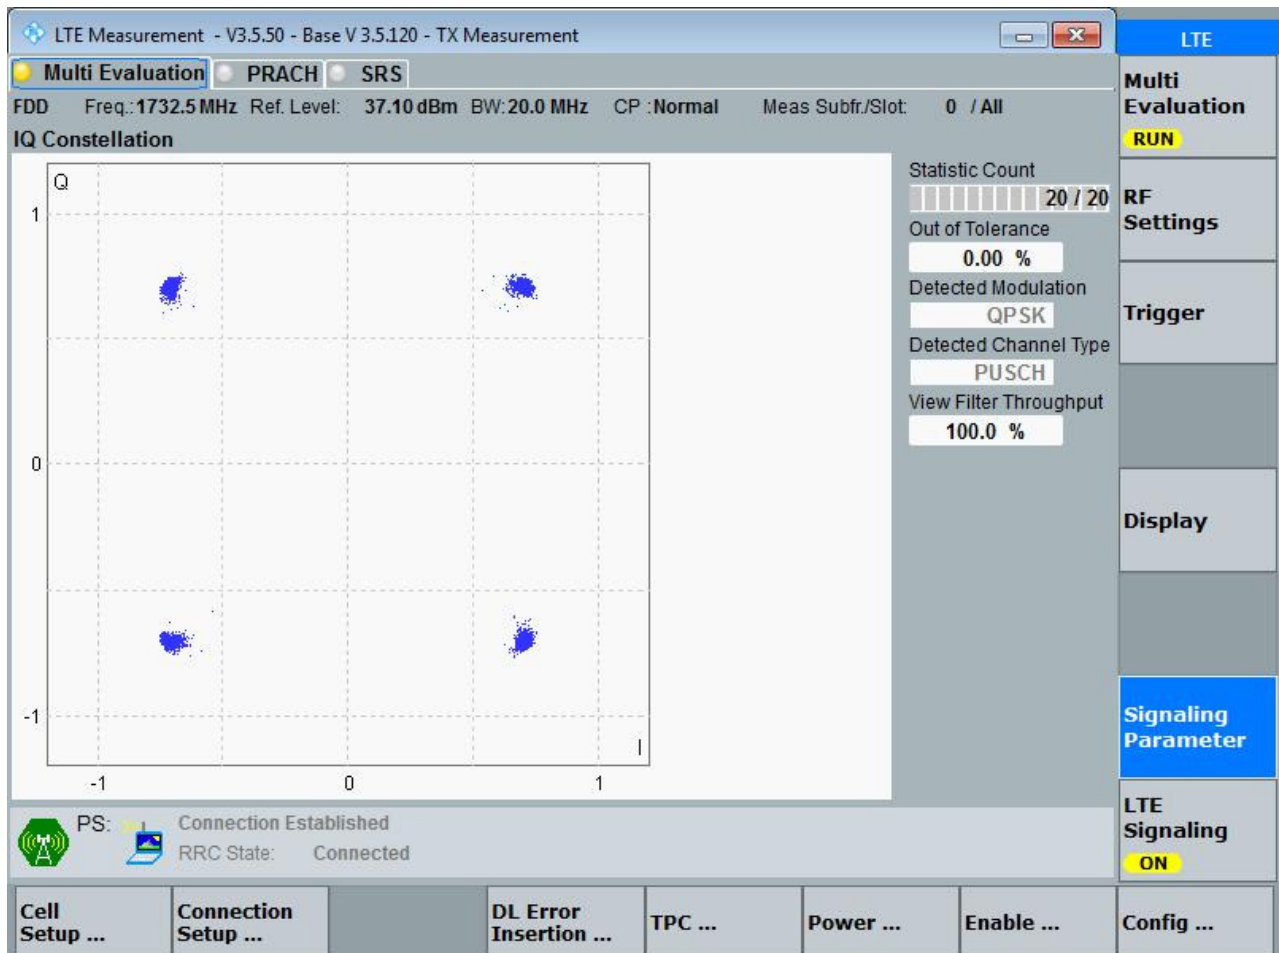 LTE Measurement - V3.5.50 - Base V 3.5.120 - TX Measurement
LTE
Multi Evaluation PRACH SRS
FDD Freq.: 1732.5 MHz Ref. Level: 37.10 dBm BW: 20.0 MHz CP : Normal Meas Subfr./Slot: 0 / All
IQ Constellation
Q
1
0
-1
I
-1 0 1
Statistic Count
20 / 20
Out of Tolerance
0.00 %
Detected Modulation
QPSK
Detected Channel Type
PUSCH
View Filter Throughput
100.0 %
PS: Connection Established
RRC State: Connected
Multi
Evaluation
RUN
RF
Settings
Trigger
Display
Signaling
Parameter
LTE
Signaling
ON
Cell
Setup ...
Connection
Setup ...
DL Error
Insertion ...
TPC ...
Power ...
Enable ...
Config ...